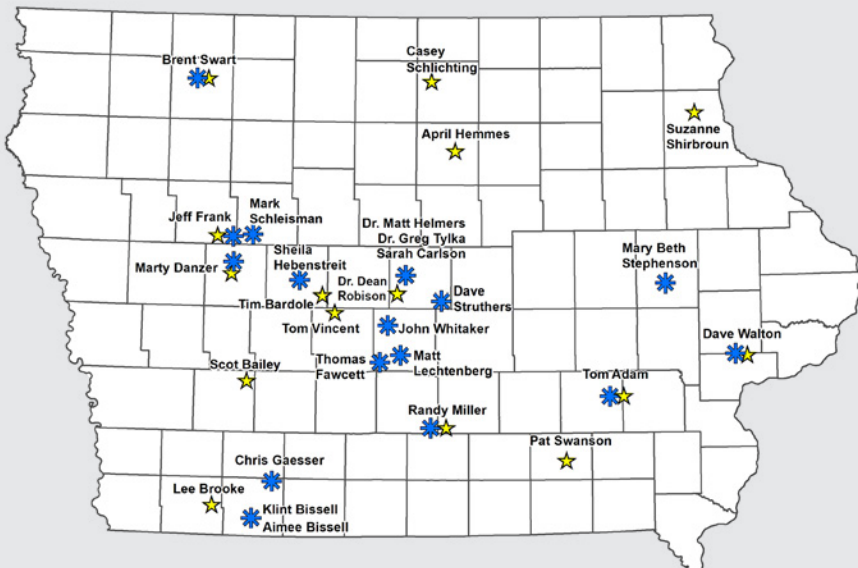 Brent Swart
Casey
Schlichting
Suzanne
Shirbroun
April Hemmes
Jeff Frank
Mark
Schleisman
Dr. Matt Helmers
Dr. Greg Tylka
Sarah Carlson
Marty Danzer
Sheila
Hebenstreit
Dr. Dean
Robison
Mary Beth
Stephenson
Tim Bardole
Dave
Struthers
Tom Vincent
John Whitaker
Dave Walton
Scot Bailey
Thomas
Fawcett
Matt
Lechtenberg
Tom Adam
Randy Miller
Pat Swanson
Chris Gaesser
Lee Brooke
Klint Bissell
Aimee Bissell